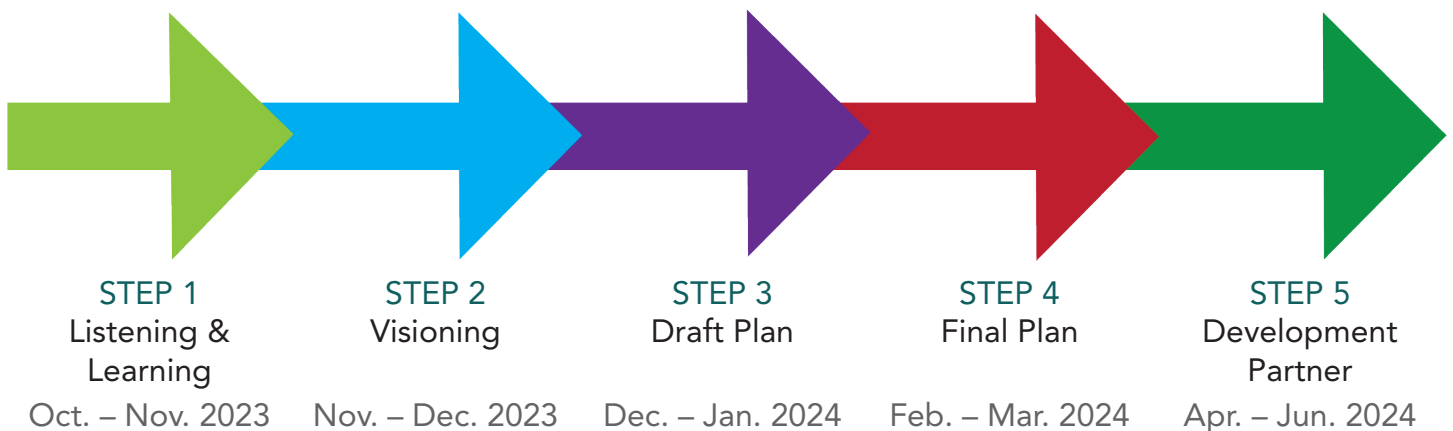 STEP 1
Listening &
Learning
Oct. – Nov. 2023
STEP 2
Visioning
Nov. – Dec. 2023
STEP 3
Draft Plan
Dec. – Jan. 2024
STEP 4
Final Plan
Feb. – Mar. 2024
STEP 5
Development
Partner
Apr. – Jun. 2024